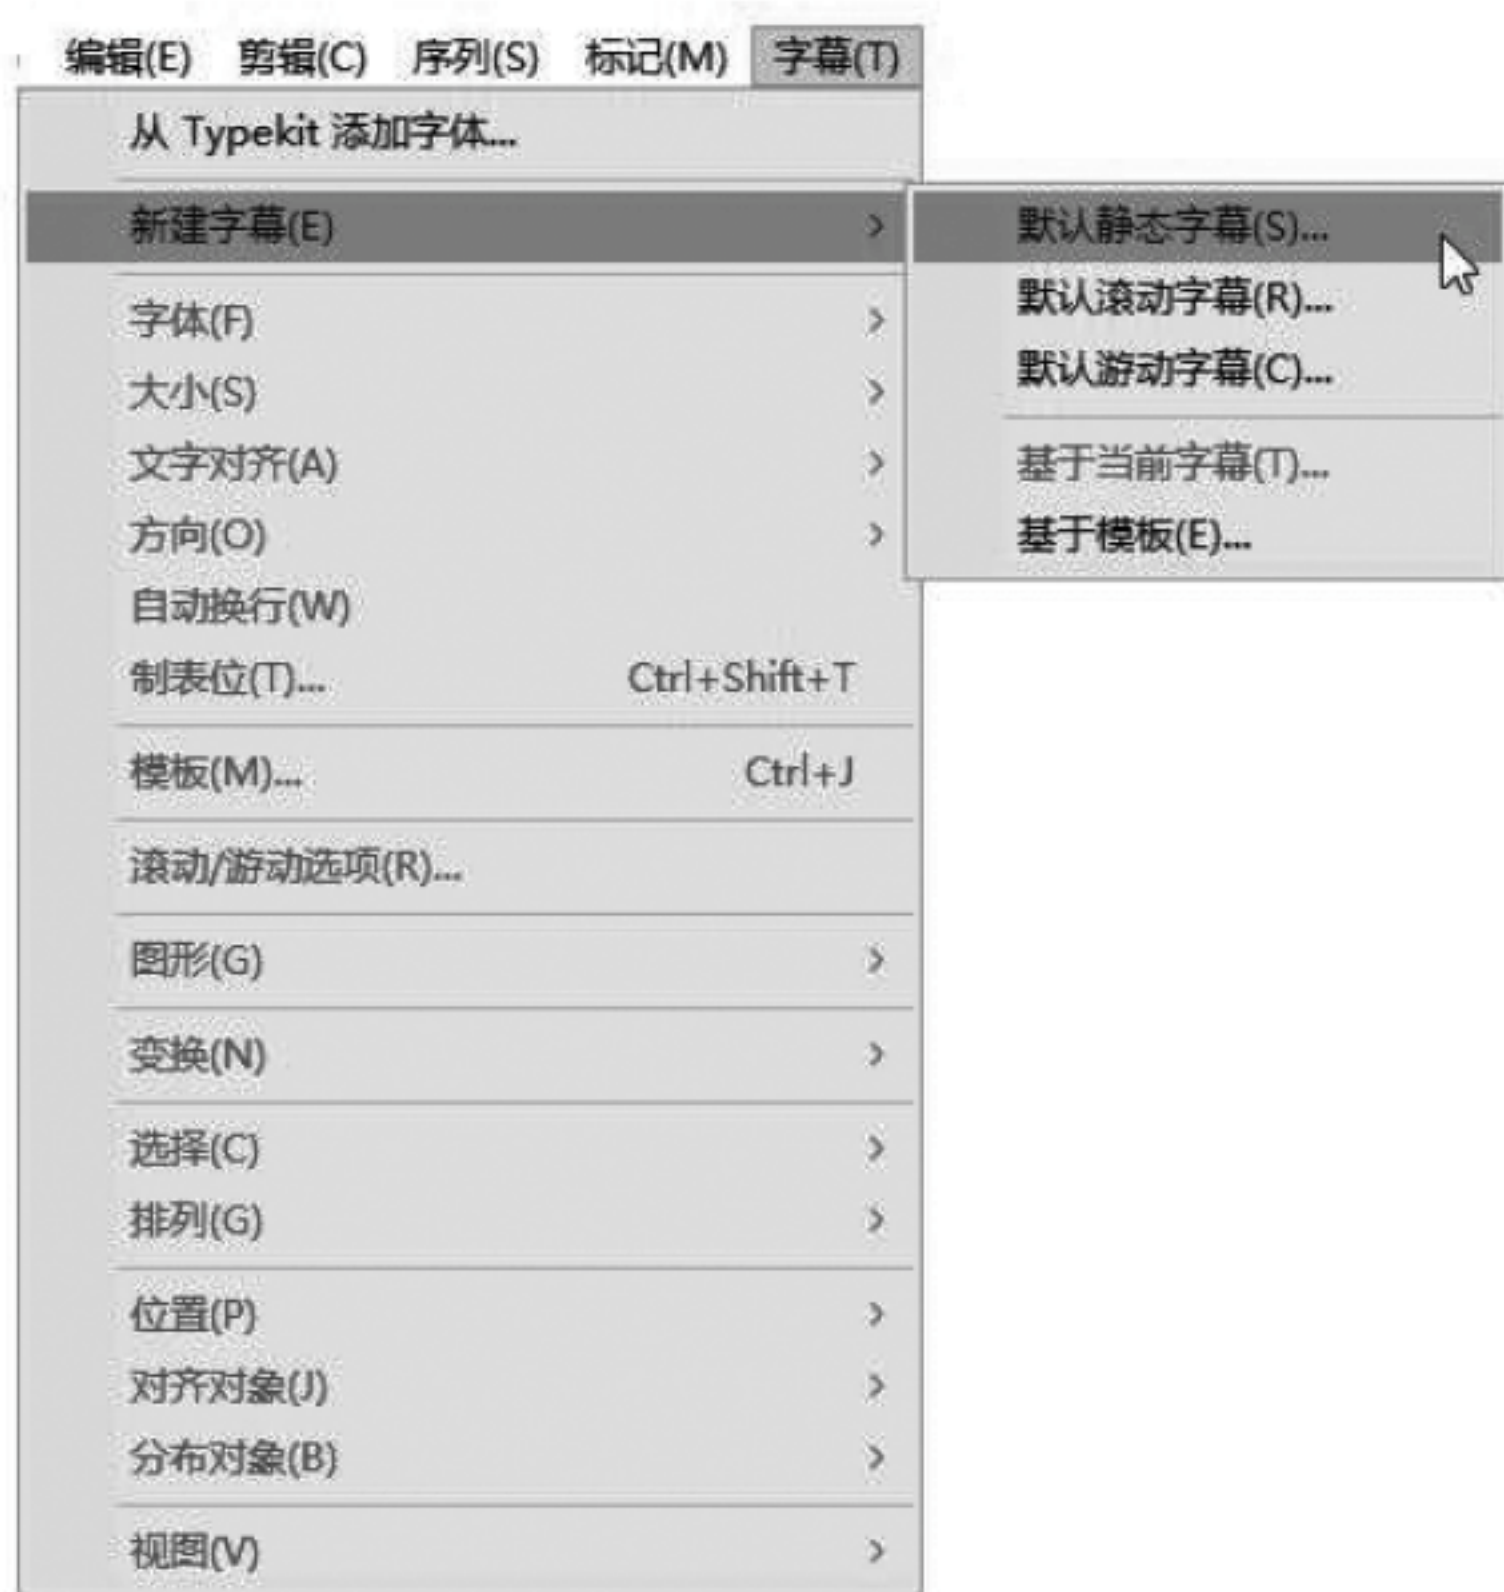 编辑(E) 剪辑(C) 序列(S) 标记(M) 字幕(T)
从 Typekit 添加字体...
新建字幕(E)
默认静态字幕(S)...
默认滚动字幕(R)...
默认游动字幕(C)...
基于当前字幕(T)...
基于模板(E)...
字体(F)
大小(S)
文字对齐(A)
方向(O)
自动换行(W)
制表位(T)... Ctrl+Shift+T
模板(M)... Ctrl+J
滚动/游动选项(R)...
图形(G)
变换(N)
选择(C)
排列(G)
位置(P)
对齐对象(J)
分布对象(B)
视图(V)